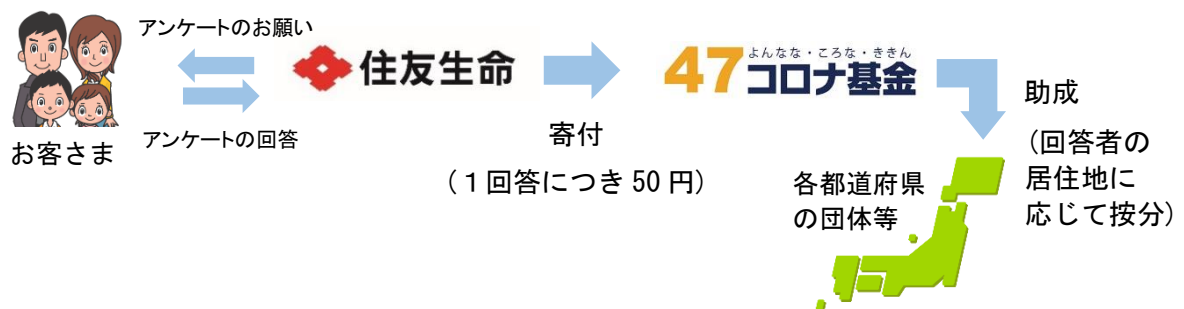 アンケートのお願い
アンケートの回答
お客さま
住友生命
寄付
(１回答につき 50 円)
よんなな・ころな・ききん
47コロナ基金
助成
(回答者の
居住地に
応じて按分)
各都道府県
の団体等